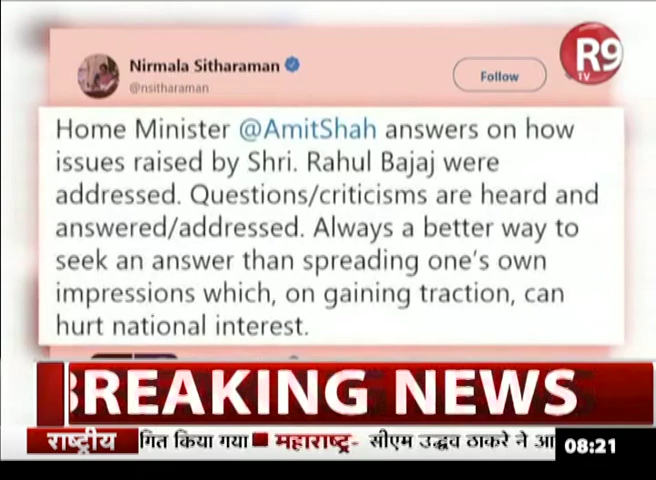 Nirmala Sitharaman
@nsitharaman
Follow
R9
TV
Home Minister @AmitShah answers on how
issues raised by Shri. Rahul Bajaj were
addressed. Questions/criticisms are heard and
answered/addressed. Always a better way to
seek an answer than spreading one’s own
impressions which, on gaining traction, can
hurt national interest.
BREAKING NEWS
राष्ट्रीय गित किया गया महाराष्ट्र- सीएम उद्धव ठाकरे ने आ 08:21